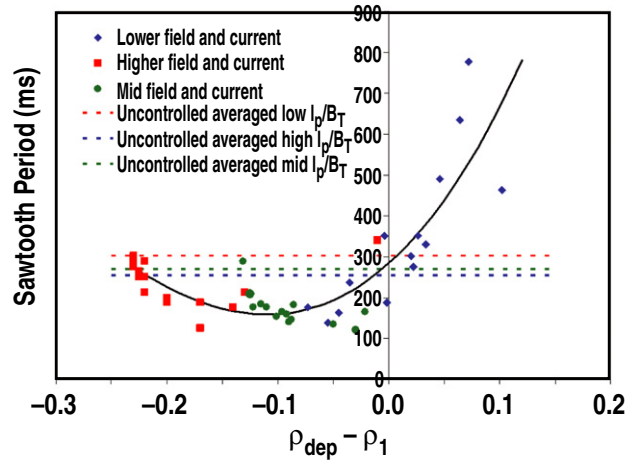 900
800
700
600
500
400
300
200
100
0
Sawtooth Period (ms)
Lower field and current
Higher field and current
Mid field and current
Uncontrolled averaged low Ip/BT
Uncontrolled averaged high Ip/BT
Uncontrolled averaged mid Ip/BT
–0.3 –0.2 –0.1 0.0 0.1 0.2
ρdep – ρ1